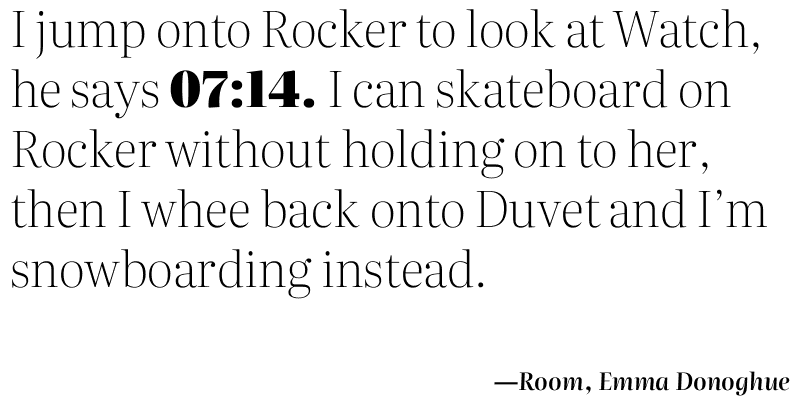 I jump onto Rocker to look at Watch,
he says 07:14. I can skateboard on
Rocker without holding on to her,
then I whee back onto Duvet and I’m
snowboarding instead.
—Room, Emma Donoghue